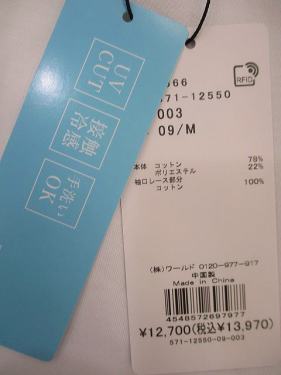 UV
CUT
接触
冷感
手洗い
OK
RFID
66
571-12550
003
09/M
本体 コットン 78%
ポリエステル 22%
袖口レース部分
コットン 100%
(株)ワールド 0120-977-917
中国製
Made in China
4548572697977
¥12,700(税込¥13,970)
571-12550-09-003